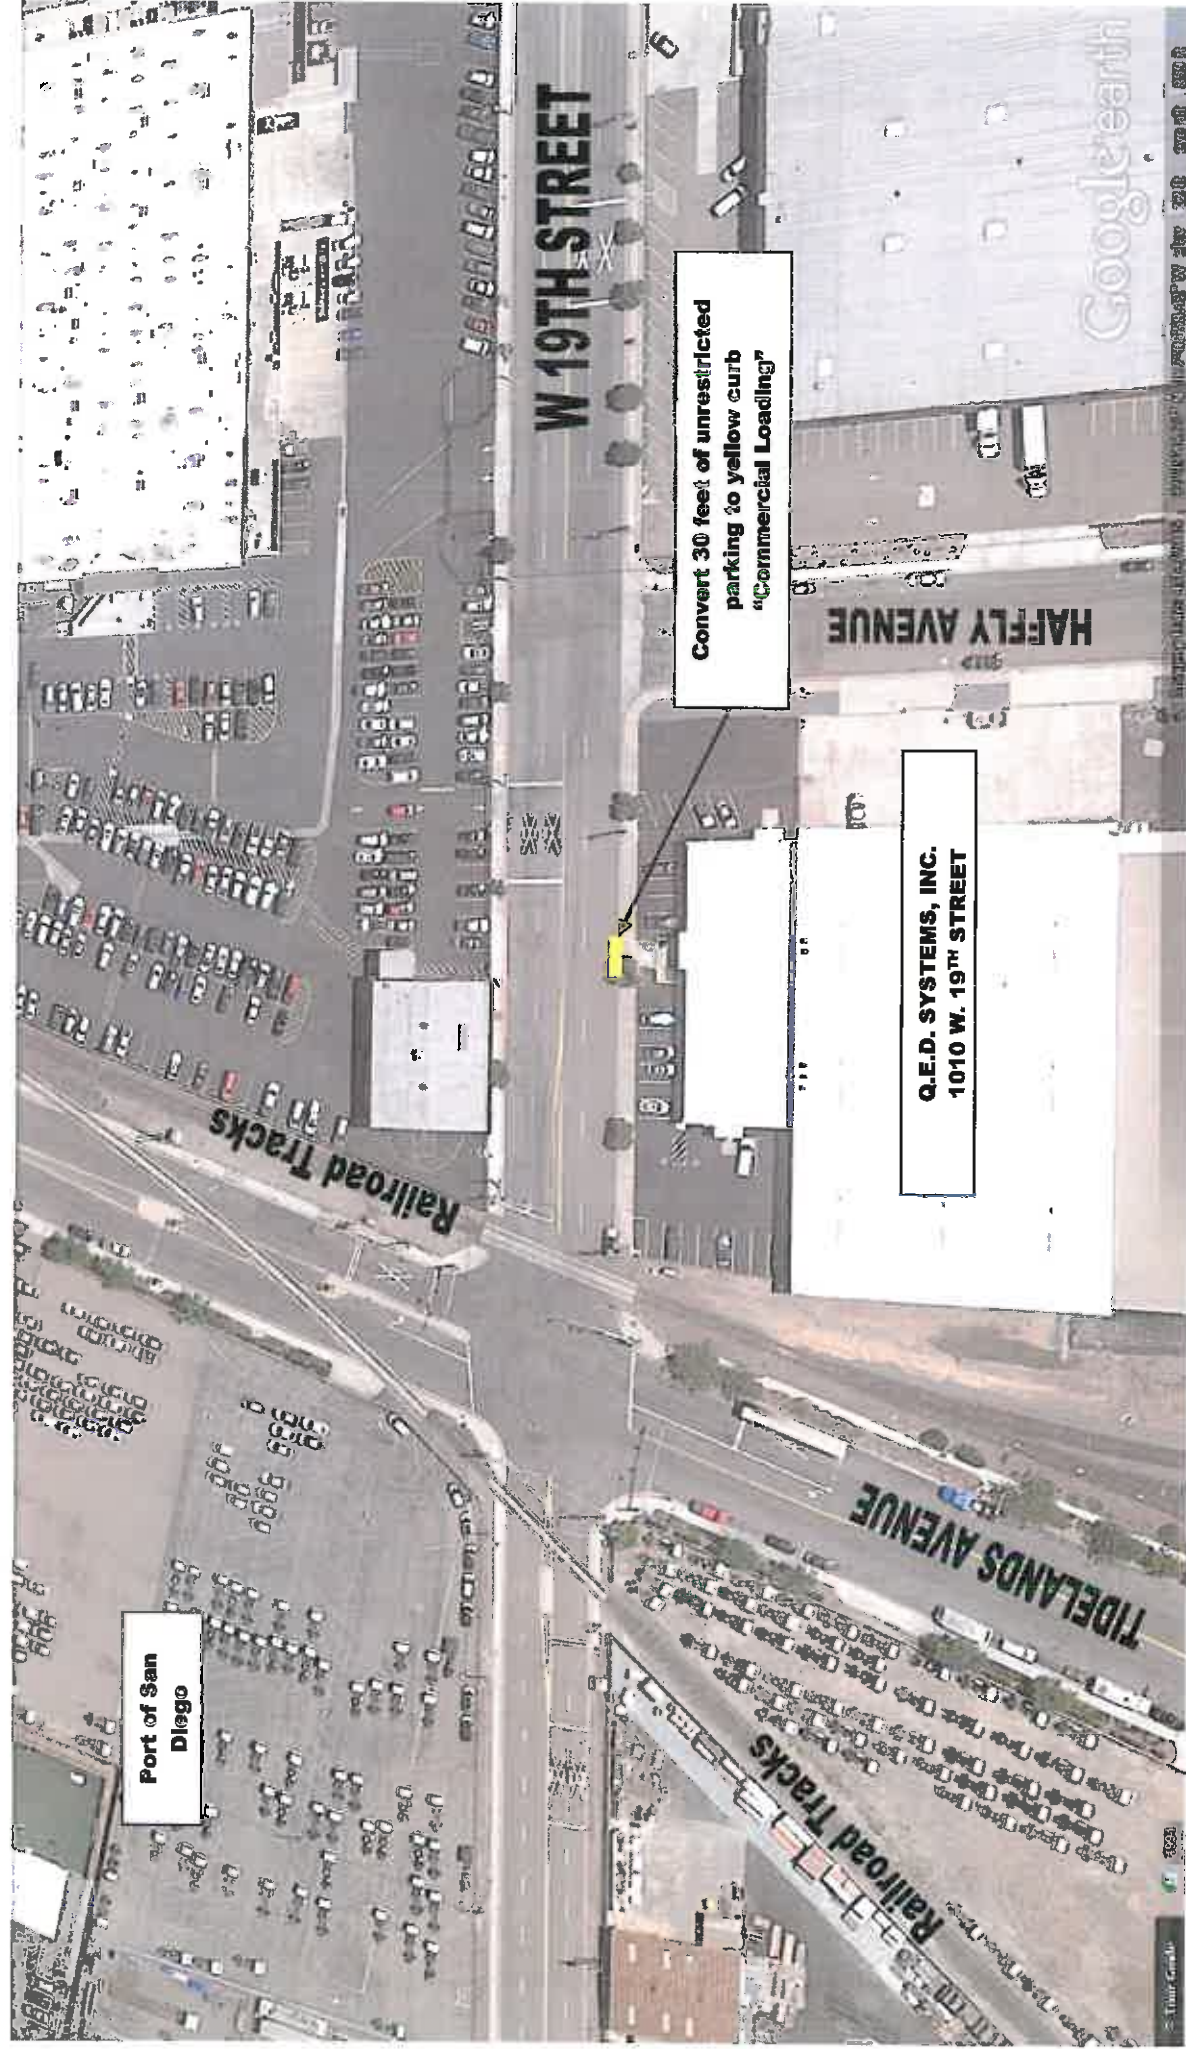 W 19TH STREET
Convert 30 feet of unrestricted
parking to yellow curb
"Commercial Loading"
HAFFLY AVENUE
Q.E.D. SYSTEMS, INC.
1010 W. 19TH STREET
Railroad Tracks
TIDELANDS AVENUE
Railroad Tracks
Port of San
Diego
Google earth